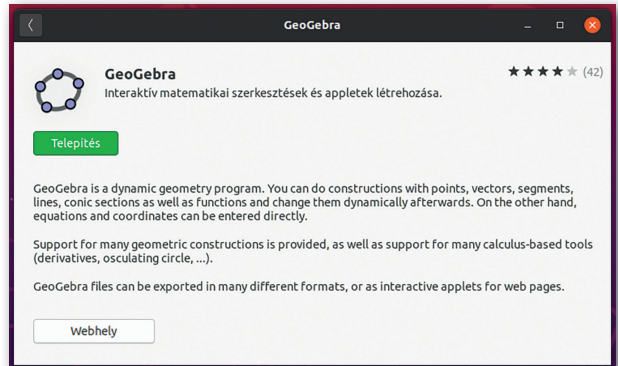 GeoGebra
GeoGebra
(42)
Interaktív matematikai szerkesztések és appletek létrehozása.
Telepítés
GeoGebra is a dynamic geometry program. You can do constructions with points, vectors, segments,
lines, conic sections as well as functions and change them dynamically afterwards. On the other hand,
equations and coordinates can be entered directly.
Support for many geometric constructions is provided, as well as support for many calculus-based tools
(derivatives, osculating circle, ...).
GeoGebra files can be exported in many different formats, or as interactive applets for web pages.
Webhely